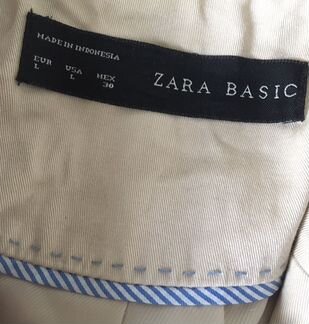 MADE IN INDONESIA
EUR USA MEX
L L 30
ZARA BASIC